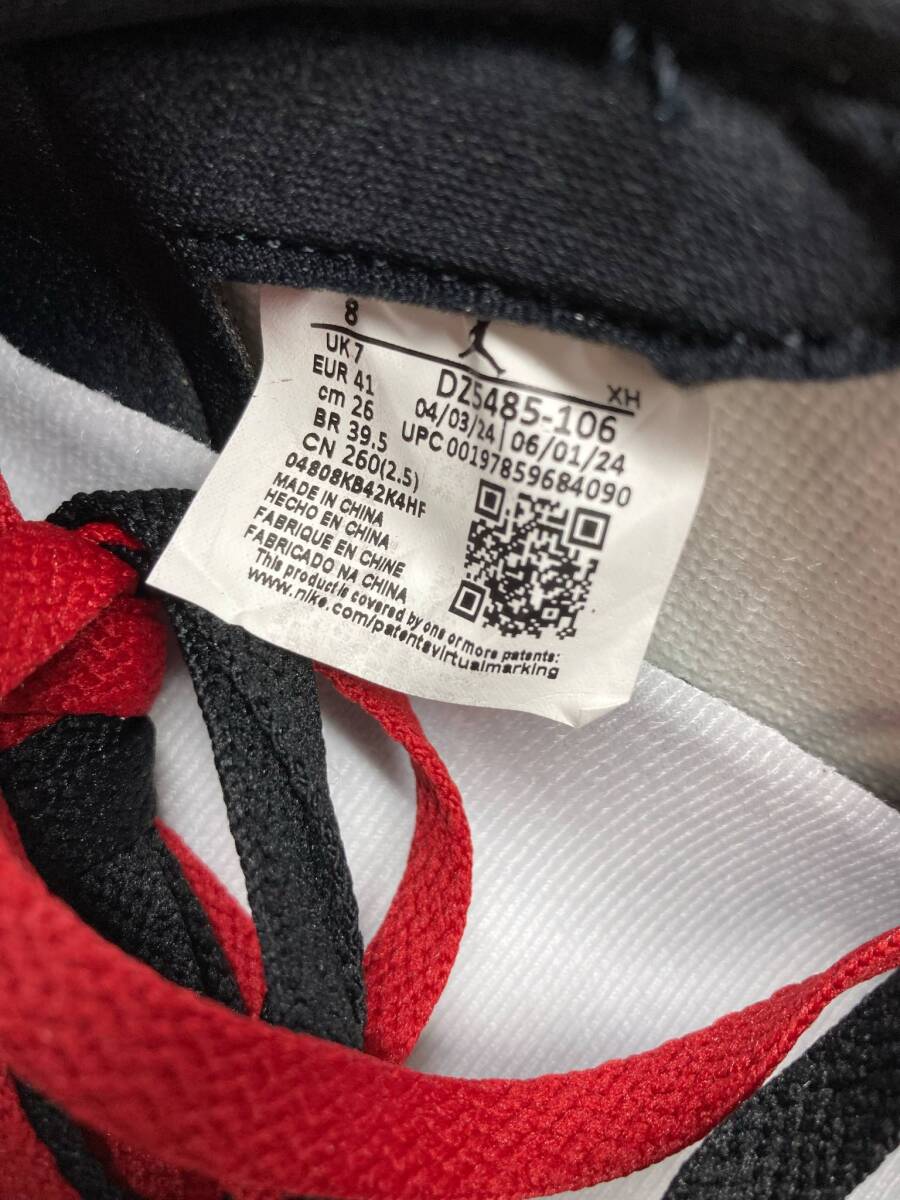 8
UK 7
EUR 41
cm 26
BR 39.5
CN 260(2.5)
XH
DZ5485-106
04/03/24 | 06/01/24
UPC 00197859684090
04808KB42K4HF
MADE IN CHINA
HECHO EN CHINA
FABRIQUE EN CHINE
FABRICADO NA CHINA
This product is covered by one or more patents:
www.nike.com/patentsvirtualmarking